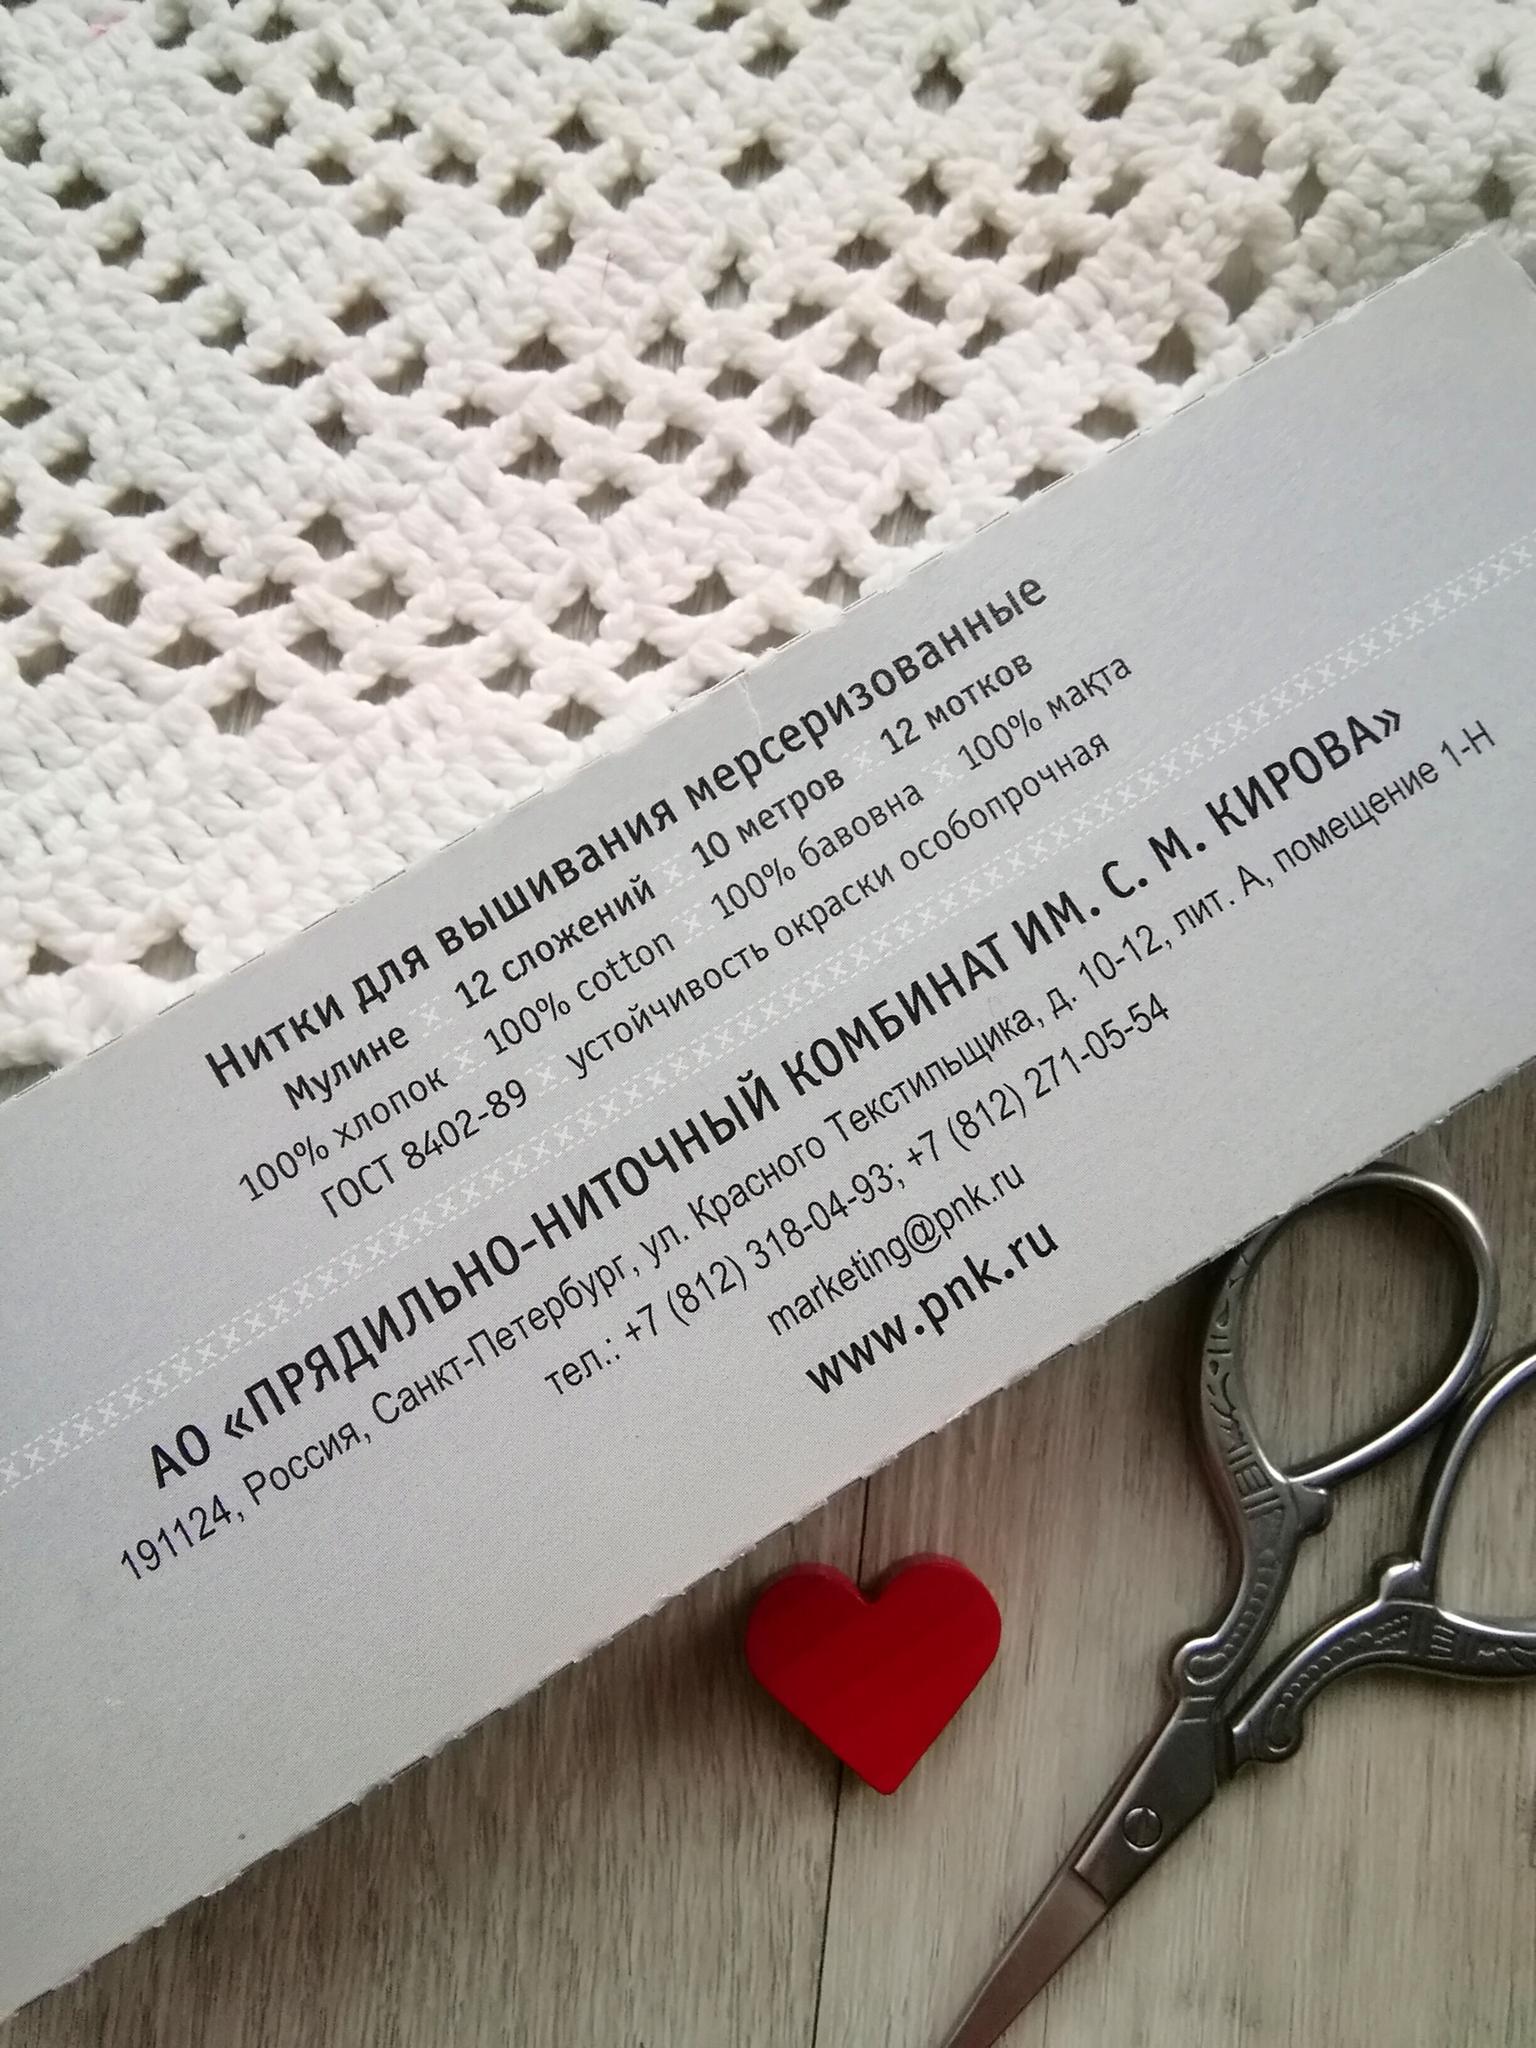 Нитки для вышивания мерсеризованные
Мулине × 12 сложений × 10 метров × 12 мотков
100% хлопок × 100% cotton × 100% бавовна × 100% мақта
ГОСТ 8402-89 × устойчивость окраски особопрочная
АО «ПРЯДИЛЬНО-НИТОЧНЫЙ КОМБИНАТ ИМ. С. М. КИРОВА»
191124, Россия, Санкт-Петербург, ул. Красного Текстильщика, д. 10-12, лит. А, помещение 1-Н
тел.: +7 (812) 318-04-93; +7 (812) 271-05-54
marketing@pnk.ru
www.pnk.ru